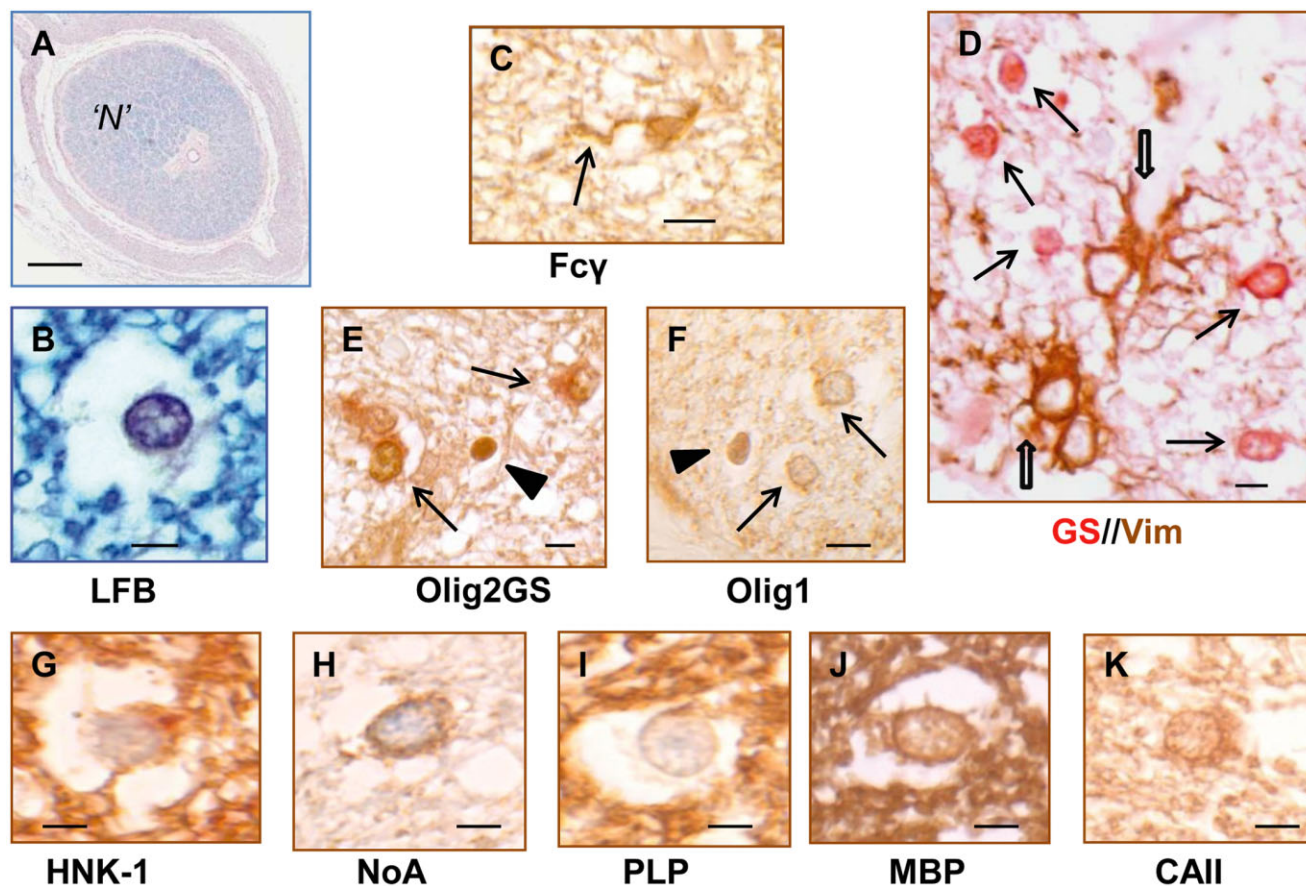 A
'N'
C
Fcγ
D
GS//Vim
B
LFB
E
Olig2GS
F
Olig1
G
HNK-1
H
NoA
I
PLP
J
MBP
K
CAII